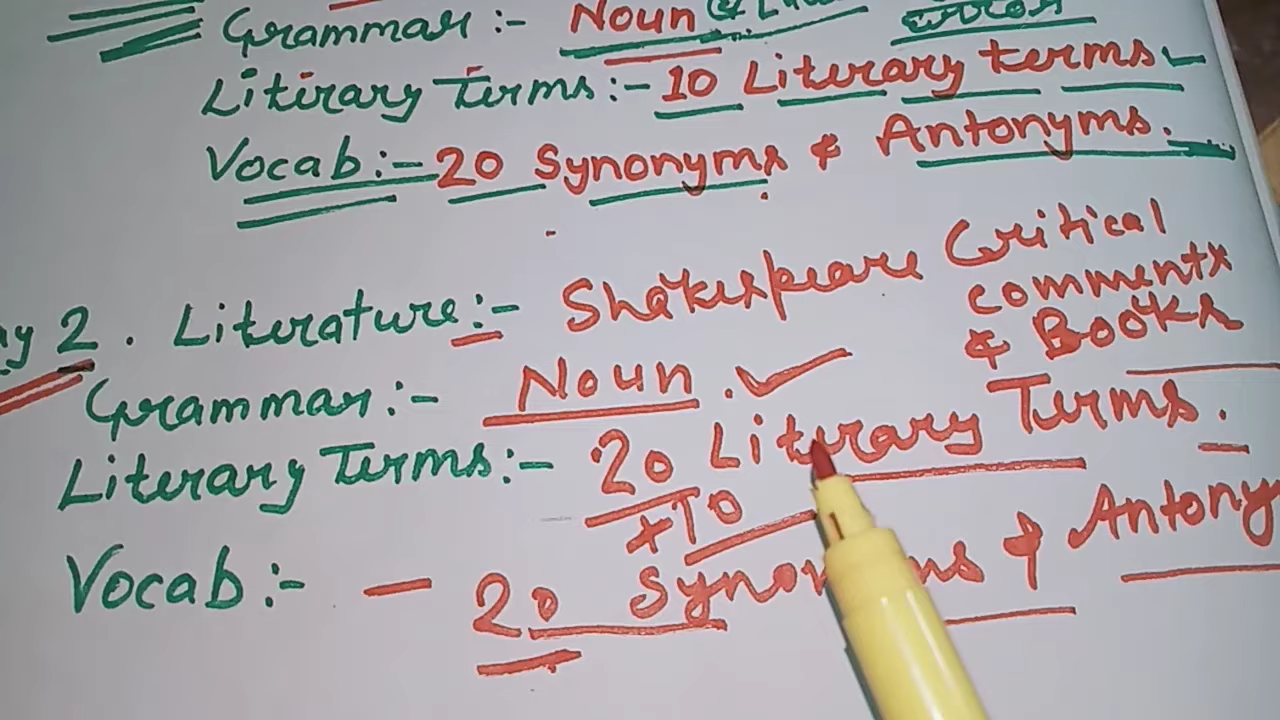 Grammar :- Noun &
Litirary Terms :- 10 Literary terms
Vocab :- 20 Synonyms & Antonyms.
2. Literature :- Shakespeare Critical
comments
& Books
Grammar :- Noun.
Literary Terms :- 20 Literary Terms.
+10
Vocab :- - 20 & Antony